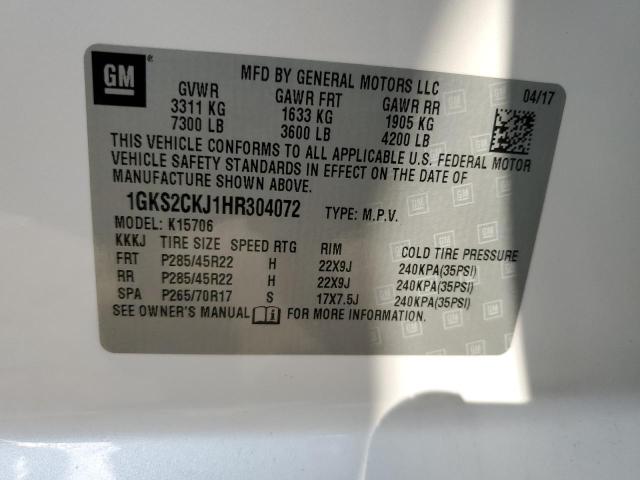 GM
®
MFD BY GENERAL MOTORS LLC
04/17
GVWR GAWR FRT GAWR RR
3311 KG 1633 KG 1905 KG
7300 LB 3600 LB 4200 LB
THIS VEHICLE CONFORMS TO ALL APPLICABLE U.S. FEDERAL MOTOR
VEHICLE SAFETY STANDARDS IN EFFECT ON THE DATE OF
MANUFACTURE SHOWN ABOVE.
1GKS2CKJ1HR304072 TYPE: M.P.V.
MODEL: K15706
KKKJ TIRE SIZE SPEED RTG RIM COLD TIRE PRESSURE
FRT P285/45R22 H 22X9J 240KPA(35PSI)
RR P285/45R22 H 22X9J 240KPA(35PSI)
SPA P265/70R17 S 17X7.5J 240KPA(35PSI)
SEE OWNER'S MANUAL FOR MORE INFORMATION.